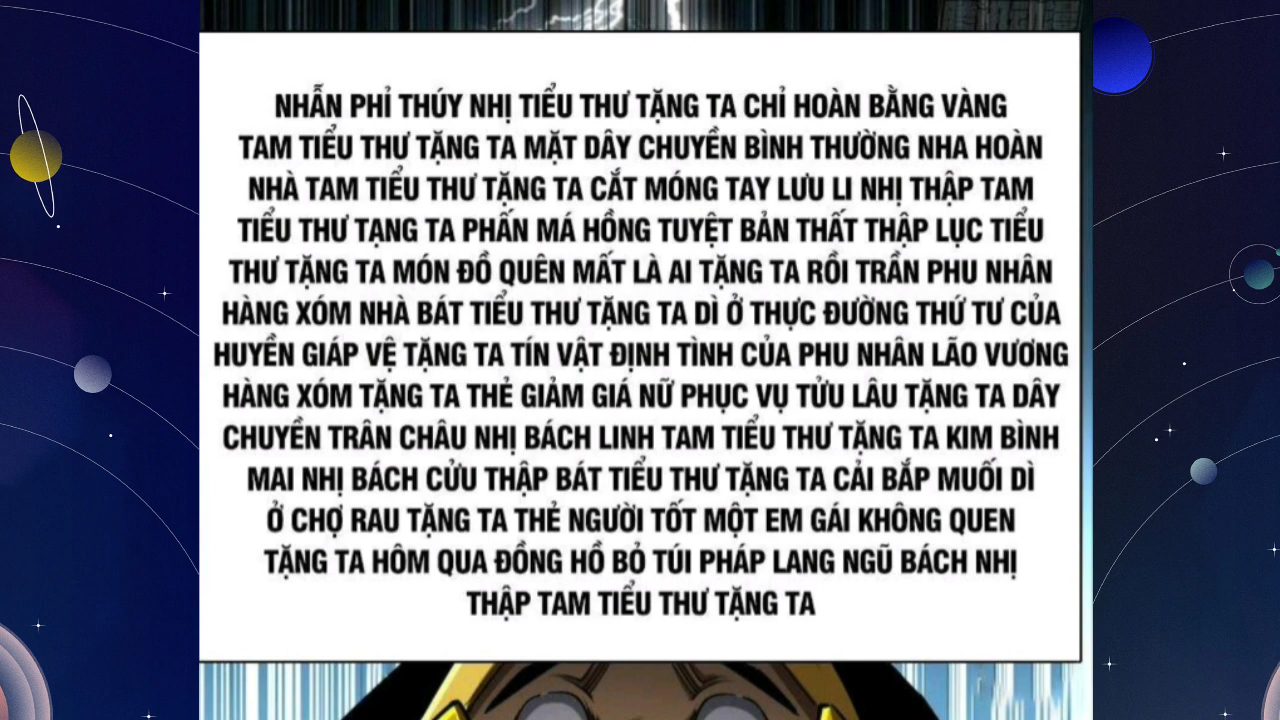 NHẪN PHỈ THÚY NHỊ TIỂU THƯ TẶNG TA CHỈ HOÀN BẰNG VÀNG
TAM TIỂU THƯ TẶNG TA MẶT DÂY CHUYỀN BÌNH THƯỜNG NHA HOÀN
NHÀ TAM TIỂU THƯ TẶNG TA CẮT MÓNG TAY LƯU LI NHỊ THẬP TAM
TIỂU THƯ TẠNG TA PHẤN MÁ HỒNG TUYỆT BẢN THẤT THẬP LỤC TIỂU
THƯ TẶNG TA MÓN ĐỒ QUÊN MẤT LÀ AI TẶNG TA RỒI TRẦN PHU NHÂN
HÀNG XÓM NHÀ BÁT TIỂU THƯ TẶNG TA DÌ Ở THỰC ĐƯỜNG THỨ TƯ CỦA
HUYỀN GIÁP VỆ TẶNG TA TÍN VẬT ĐỊNH TÌNH CỦA PHU NHÂN LÃO VƯƠNG
HÀNG XÓM TẶNG TA THẺ GIẢM GIÁ NỮ PHỤC VỤ TỬU LÂU TẶNG TA DÂY
CHUYỀN TRÂN CHÂU NHỊ BÁCH LINH TAM TIỂU THƯ TẶNG TA KIM BÌNH
MAI NHỊ BÁCH CỬU THẬP BÁT TIỂU THƯ TẶNG TA CẢI BẮP MUỐI DÌ
Ở CHỢ RAU TẶNG TA THẺ NGƯỜI TỐT MỘT EM GÁI KHÔNG QUEN
TẶNG TA HÔM QUA ĐỒNG HỒ BỎ TÚI PHÁP LANG NGŨ BÁCH NHỊ
THẬP TAM TIỂU THƯ TẶNG TA